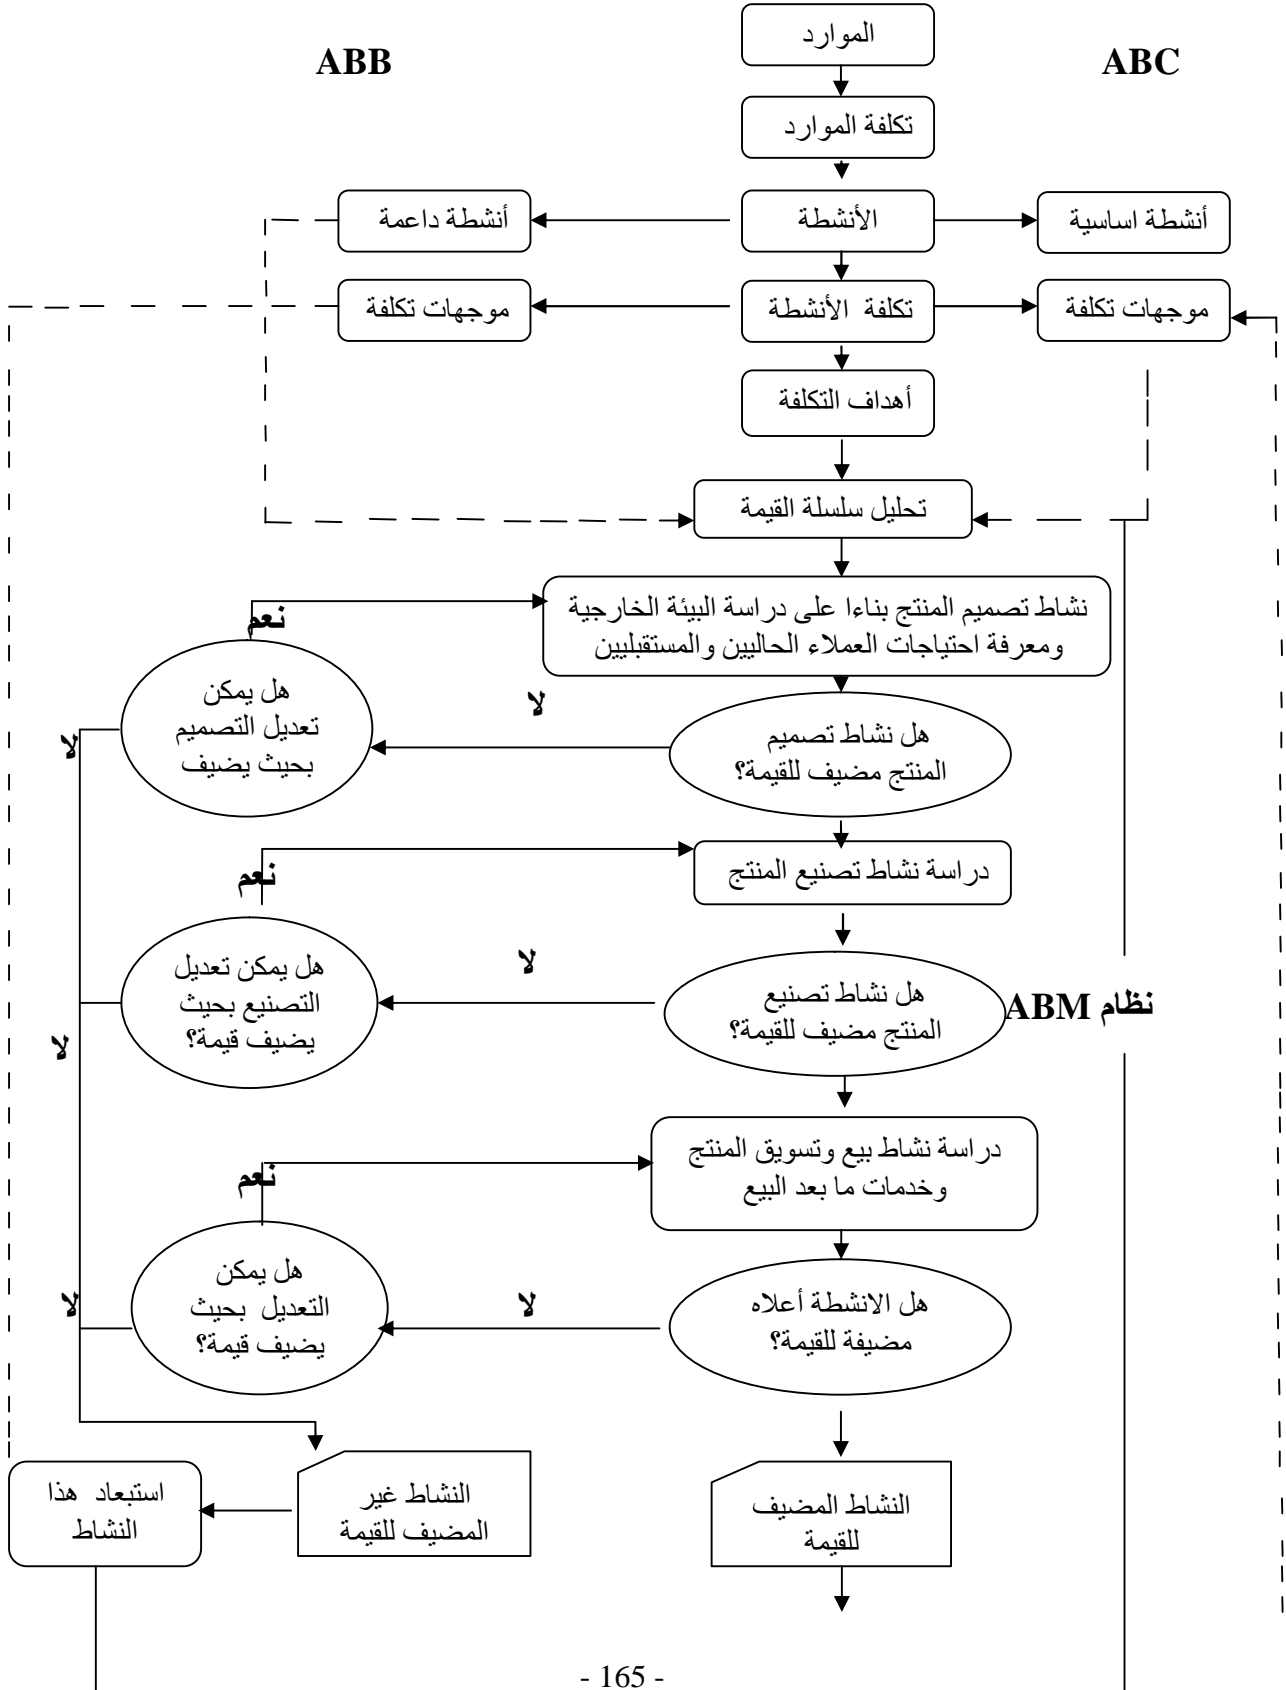 ABB
الموارد
ABC
تكلفة الموارد
أنشطة اساسية
الأنشطة
أنشطة داعمة
موجهات تكلفة
تكلفة الأنشطة
موجهات تكلفة
أهداف التكلفة
تحليل سلسلة القيمة
نشاط تصميم المنتج بناءا على دراسة البيئة الخارجية
ومعرفة احتياجات العملاء الحاليين والمستقبليين
نعم
هل نشاط تصميم
المنتج مضيف للقيمة؟
لا
هل يمكن
تعديل التصميم
بحيث يضيف
لا
دراسة نشاط تصنيع المنتج
نعم
نظام ABM
هل نشاط تصنيع
المنتج مضيف للقيمة؟
لا
هل يمكن تعديل
التصنيع بحيث
يضيف قيمة؟
لا
دراسة نشاط بيع وتسويق المنتج
وخدمات ما بعد البيع
نعم
هل الانشطة أعلاه
مضيفة للقيمة؟
لا
هل يمكن
التعديل بحيث
يضيف قيمة؟
لا
النشاط المضيف
للقيمة
النشاط غير
المضيف للقيمة
استبعاد هذا
النشاط
- 165 -